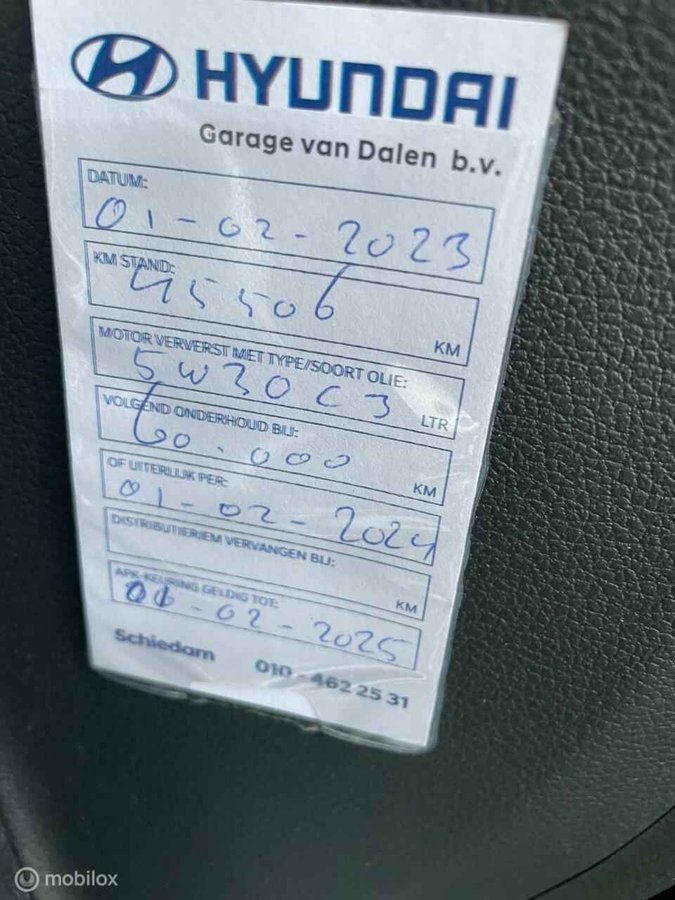 HYUNDAI
Garage van Dalen b.v.
DATUM:
01-02-2023
KM STAND:
45506
KM
MOTOR VERVERST MET TYPE/SOORT OLIE:
5W30 C3
LTR
VOLGEND ONDERHOUD BIJ:
60.000
KM
OF UITERLIJK PER:
01-02-2024
DISTRIBUTIERIEM VERVANGEN BIJ:
KM
APK-KEURING GELDIG TOT:
-02-2025
Schiedam 010 - 462 25 31
mobilox